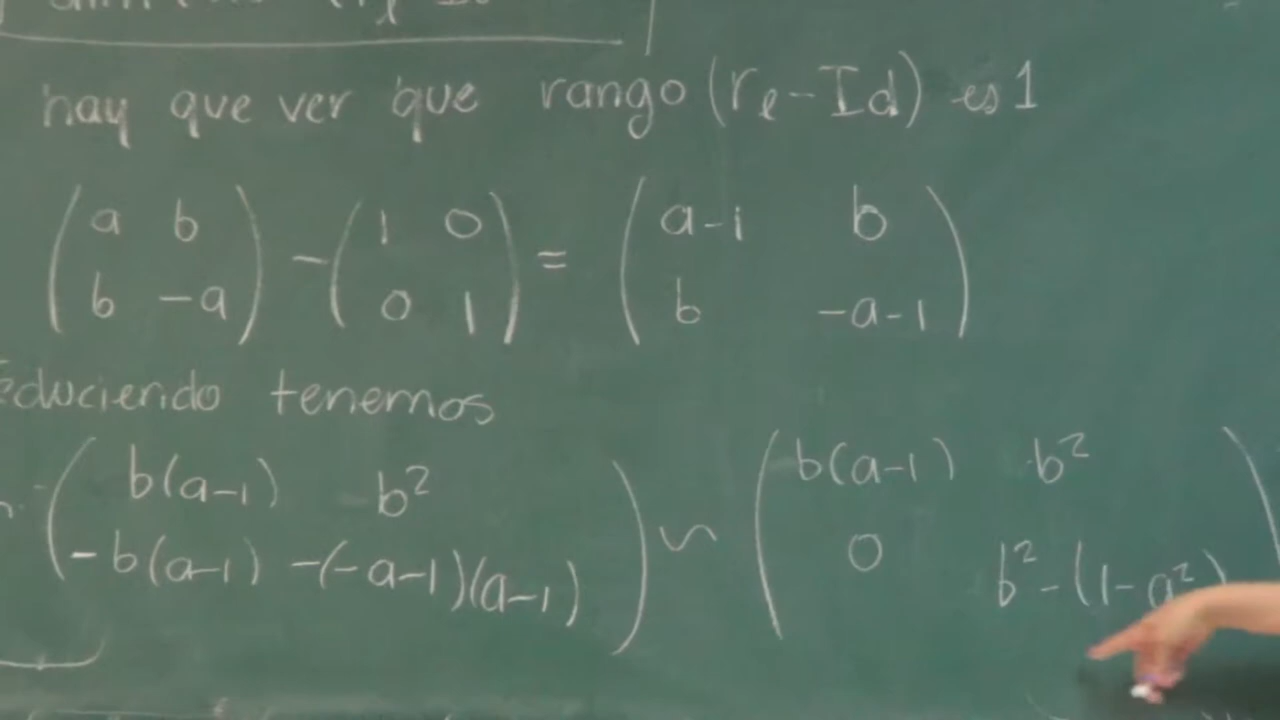 hay que ver que rango (rℓ - Id) es 1
(a b; b -a) - (1 0; 0 1) = (a-1 b; b -a-1)
educiendo tenemos
(b(a-1) b²; -b(a-1) -(-a-1)(a-1)) ~ (b(a-1) b²; 0 b²-(1-a²))